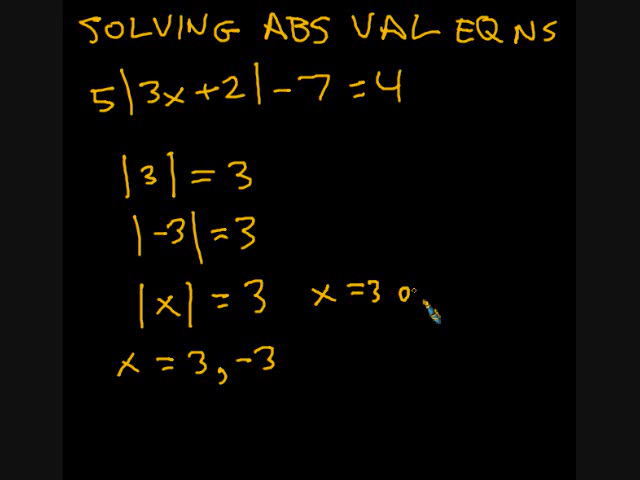 SOLVING ABS VAL EQNS
5|3x+2|-7=4
|3|=3
|-3|=3
|x|=3 x=3 o
x=3,-3